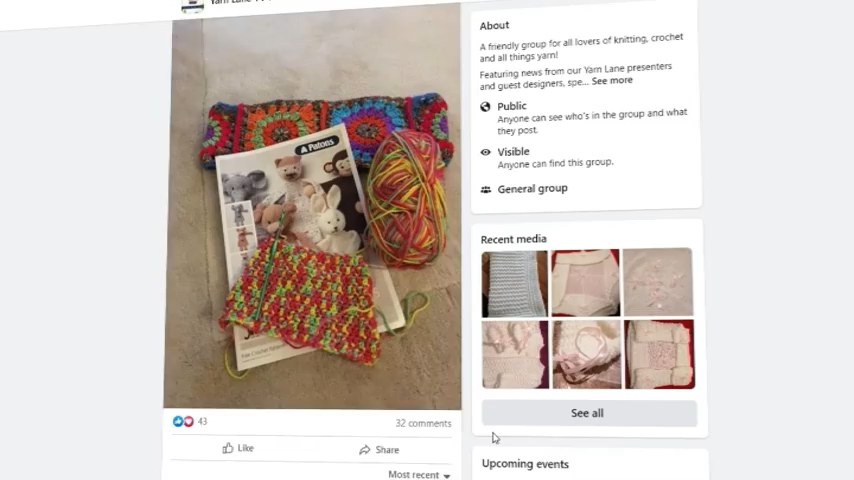 Yarn Lane
Patons
43
32 comments
Like
Share
Most recent
About
A friendly group for all lovers of knitting, crochet
and all things yarn!
Featuring news from our Yarn Lane presenters
and guest designers, spe... See more
Public
Anyone can see who's in the group and what
they post.
Visible
Anyone can find this group.
General group
Recent media
See all
Upcoming events